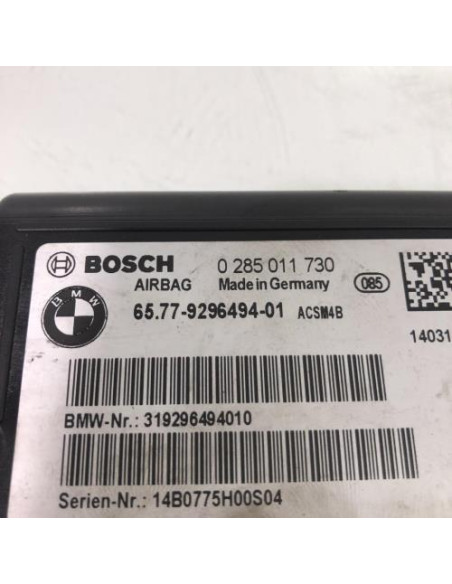 BOSCH 0 285 011 730
AIRBAG Made in Germany 085
BMW 65.77-9296494-01 ACSM4B
14031
BMW-Nr.: 319296494010
Serien-Nr.: 14B0775H00S04